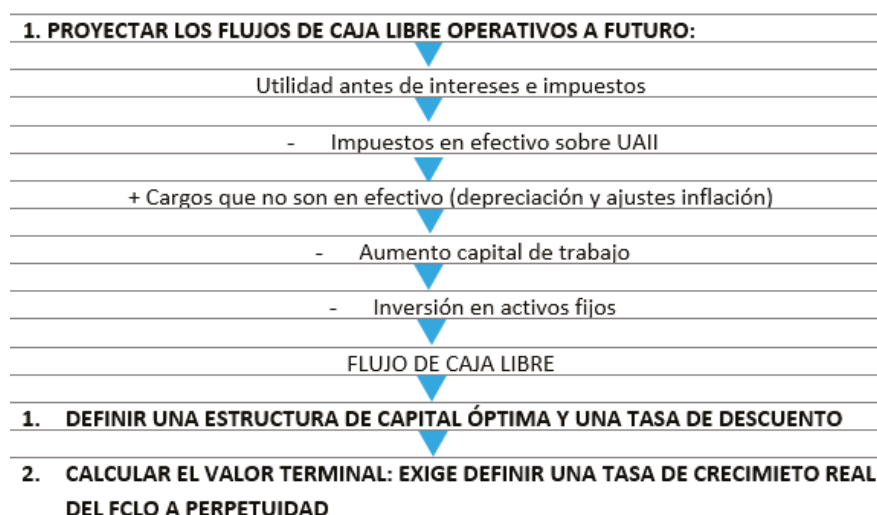 1. PROYECTAR LOS FLUJOS DE CAJA LIBRE OPERATIVOS A FUTURO:
Utilidad antes de intereses e impuestos
- Impuestos en efectivo sobre UAII
+ Cargos que no son en efectivo (depreciación y ajustes inflación)
- Aumento capital de trabajo
- Inversión en activos fijos
FLUJO DE CAJA LIBRE
1. DEFINIR UNA ESTRUCTURA DE CAPITAL ÓPTIMA Y UNA TASA DE DESCUENTO
2. CALCULAR EL VALOR TERMINAL: EXIGE DEFINIR UNA TASA DE CRECIMIETO REAL
DEL FCLO A PERPETUIDAD